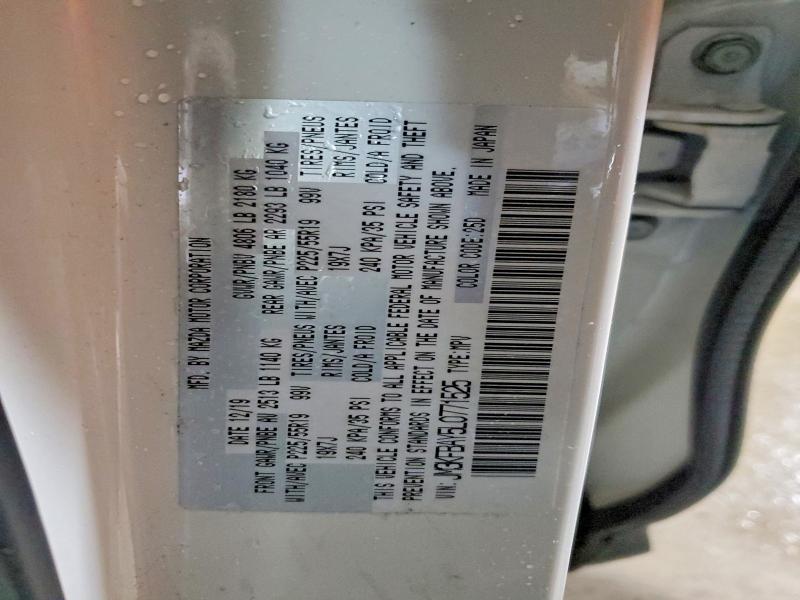 MFD. BY MAZDA MOTOR CORPORATION
DATE 12/19 GVWR/PNBV 4806 LB 2180 KG
FRONT GAWR/PNBE AV 2513 LB 1140 KG REAR GAWR/PNBE AR 2293 LB 1040 KG
WITH/AVEC P225/55R19 99V TIRES/PNEUS WITH/AVEC P225/55R19 99V TIRES/PNEUS
19X7J RIMS/JANTES 19X7J RIMS/JANTES
240 KPA/35 PSI COLD/A FROID 240 KPA/35 PSI COLD/A FROID
THIS VEHICLE CONFORMS TO ALL APPLICABLE FEDERAL MOTOR VEHICLE SAFETY AND THEFT
PREVENTION STANDARDS IN EFFECT ON THE DATE OF MANUFACTURE SHOWN ABOVE.
VIN: JM3KFBAY5L0771525 TYPE:MPV COLOR CODE:25D MADE IN JAPAN